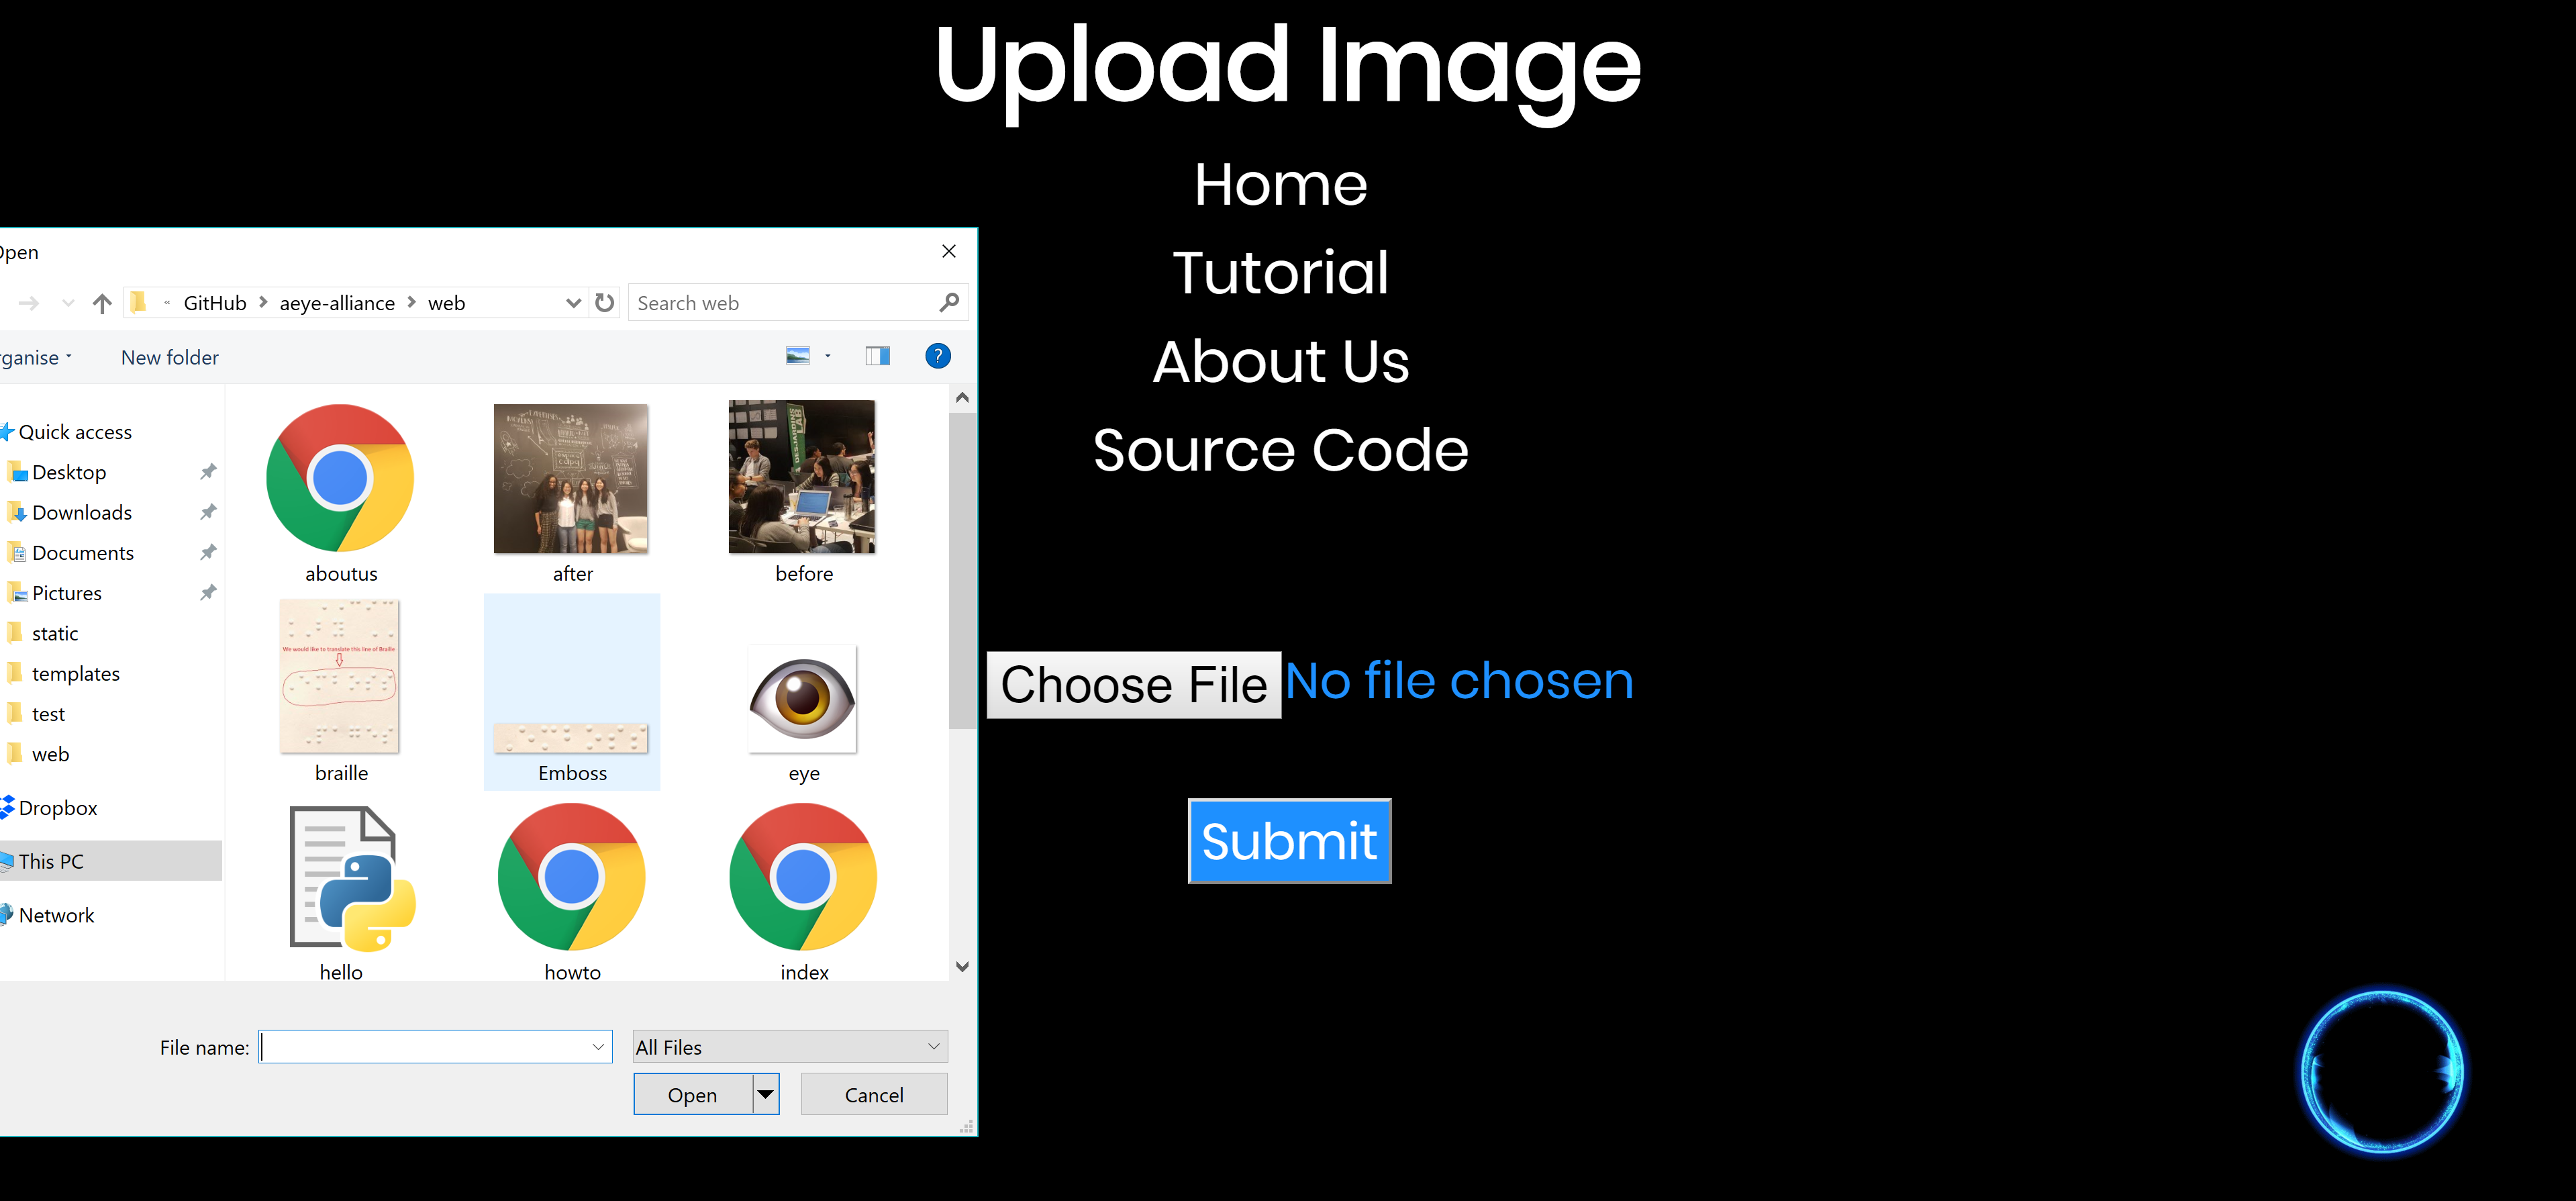 Upload Image
Home
Tutorial
About Us
Source Code
Open
« GitHub > aeye-alliance > web
Search web
New folder
?
Quick access
Desktop
Downloads
Documents
Pictures
static
templates
test
web
Dropbox
This PC
Network
aboutus
after
before
We would like to translate this line of Braille
braille
Emboss
eye
hello
howto
index
File name:
All Files
Open
Cancel
Choose File No file chosen
Submit